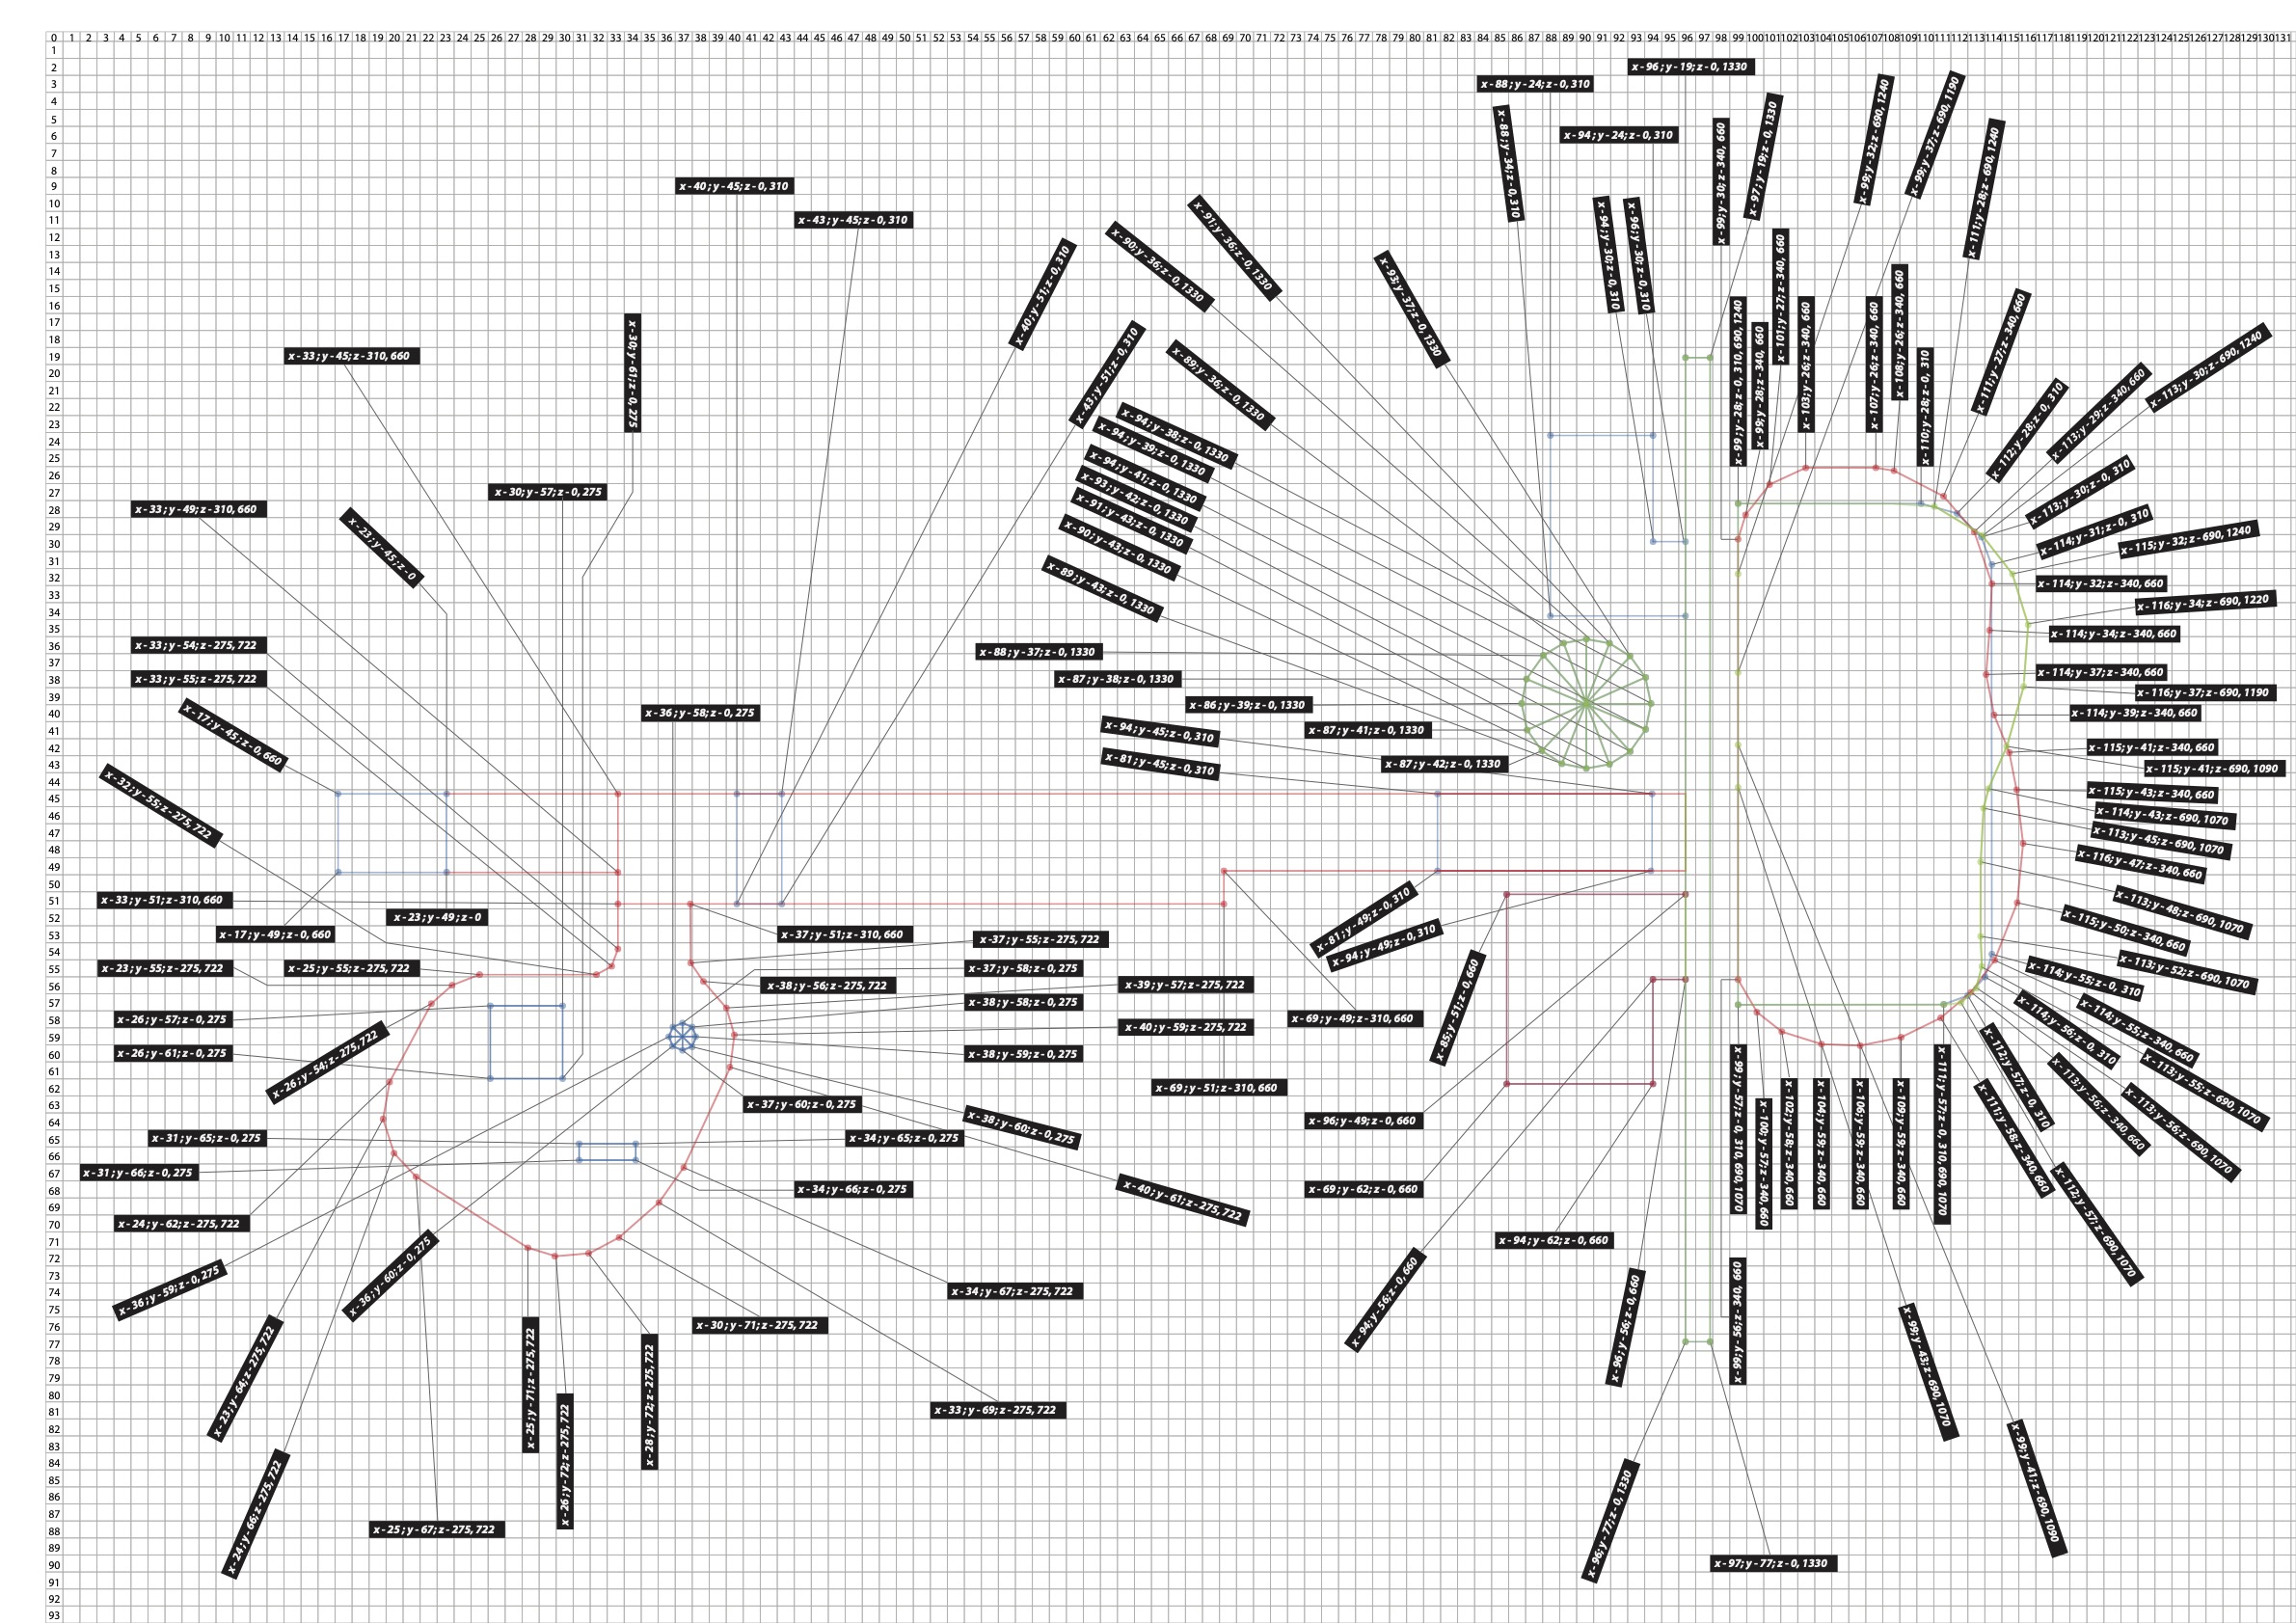 0 1 2 3 4 5 6 7 8 9 10 11 12 13 14 15 16 17 18 19 20 21 22 23 24 25 26 27 28 29 30 31 32 33 34 35 36 37 38 39 40 41 42 43 44 45 46 47 48 49 50 51 52 53 54 55 56 57 58 59 60 61 62 63 64 65 66 67 68 69 70 71 72 73 74 75 76 77 78 79 80 81 82 83 84 85 86 87 88 89 90 91 92 93 94 95 96 97 98 99 100 101 102 103 104 105 106 107 108 109 110 111 112 113 114 115 116 117 118 119 120 121 122 123 124 125 126 127 128 129 130 131
1
2
3
4
5
6
7
8
9
10
11
12
13
14
15
16
17
18
19
20
21
22
23
24
25
26
27
28
29
30
31
32
33
34
35
36
37
38
39
40
41
42
43
44
45
46
47
48
49
50
51
52
53
54
55
56
57
58
59
60
61
62
63
64
65
66
67
68
69
70
71
72
73
74
75
76
77
78
79
80
81
82
83
84
85
86
87
88
89
90
91
92
93
x-96;y-19;z-0,1330
x-88;y-24;z-0,310
x-88;y-34;z-0,310
x-94;y-24;z-0,310
x-99;y-30;z-340,660
x-97;y-19;z-0,1330
x-99;y-32;z-690,1240
x-99;y-37;z-690,1190
x-111;y-28;z-690,1240
x-40;y-45;z-0,310
x-43;y-45;z-0,310
x-40;y-51;z-0,310
x-43;y-51;z-0,310
x-90;y-36;z-0,1330
x-91;y-36;z-0,1330
x-93;y-37;z-0,1330
x-94;y-30;z-0,310
x-96;y-30;z-0,310
x-99;y-28;z-0,310,690,1240
x-99;y-28;z-340,660
x-101;y-27;z-340,660
x-103;y-26;z-340,660
x-107;y-26;z-340,660
x-108;y-26;z-340,660
x-110;y-28;z-0,310
x-111;y-27;z-340,660
x-112;y-28;z-0,310
x-113;y-29;z-340,660
x-113;y-30;z-690,1240
x-113;y-30;z-0,310
x-114;y-31;z-0,310
x-115;y-32;z-690,1240
x-114;y-32;z-340,660
x-116;y-34;z-690,1220
x-114;y-34;z-340,660
x-114;y-37;z-340,660
x-116;y-37;z-690,1190
x-114;y-39;z-340,660
x-115;y-41;z-340,660
x-115;y-41;z-690,1090
x-115;y-43;z-340,660
x-114;y-43;z-690,1070
x-113;y-45;z-690,1070
x-116;y-47;z-340,660
x-113;y-48;z-690,1070
x-115;y-50;z-340,660
x-113;y-52;z-690,1070
x-114;y-55;z-0,310
x-114;y-55;z-340,660
x-114;y-56;z-0,310
x-113;y-55;z-690,1070
x-113;y-56;z-340,660
x-113;y-56;z-690,1070
x-112;y-57;z-0,310
x-111;y-58;z-340,660
x-112;y-57;z-690,1070
x-33;y-45;z-310,660
x-30;y-61;z-0,275
x-89;y-36;z-0,1330
x-94;y-38;z-0,1330
x-94;y-39;z-0,1330
x-94;y-41;z-0,1330
x-93;y-42;z-0,1330
x-91;y-43;z-0,1330
x-90;y-43;z-0,1330
x-89;y-43;z-0,1330
x-30;y-57;z-0,275
x-33;y-49;z-310,660
x-23;y-45;z-0
x-33;y-54;z-275,722
x-33;y-55;z-275,722
x-17;y-45;z-0,660
x-32;y-55;z-275,722
x-88;y-37;z-0,1330
x-87;y-38;z-0,1330
x-86;y-39;z-0,1330
x-36;y-58;z-0,275
x-94;y-45;z-0,310
x-87;y-41;z-0,1330
x-81;y-45;z-0,310
x-87;y-42;z-0,1330
x-33;y-51;z-310,660
x-23;y-49;z-0
x-17;y-49;z-0,660
x-37;y-51;z-310,660
x-37;y-55;z-275,722
x-81;y-49;z-0,310
x-94;y-49;z-0,310
x-85;y-51;z-0,660
x-23;y-55;z-275,722
x-25;y-55;z-275,722
x-37;y-58;z-0,275
x-38;y-56;z-275,722
x-39;y-57;z-275,722
x-38;y-58;z-0,275
x-26;y-57;z-0,275
x-40;y-59;z-275,722
x-69;y-49;z-310,660
x-26;y-54;z-275,722
x-26;y-61;z-0,275
x-38;y-59;z-0,275
x-69;y-51;z-310,660
x-37;y-60;z-0,275
x-38;y-60;z-0,275
x-96;y-49;z-0,660
x-31;y-65;z-0,275
x-34;y-65;z-0,275
x-31;y-66;z-0,275
x-34;y-66;z-0,275
x-40;y-61;z-275,722
x-69;y-62;z-0,660
x-24;y-62;z-275,722
x-94;y-62;z-0,660
x-36;y-59;z-0,275
x-36;y-60;z-0,275
x-34;y-67;z-275,722
x-94;y-56;z-0,660
x-96;y-56;z-0,660
x-99;y-57;z-0,310,690,1070
x-100;y-57;z-340,660
x-102;y-58;z-340,660
x-104;y-59;z-340,660
x-106;y-59;z-340,660
x-109;y-59;z-340,660
x-111;y-57;z-0,310,690,1070
x-99;y-56;z-340,660
x-99;y-43;z-690,1070
x-99;y-41;z-690,1090
x-23;y-64;z-275,722
x-24;y-66;z-275,722
x-25;y-71;z-275,722
x-26;y-72;z-275,722
x-28;y-72;z-275,722
x-30;y-71;z-275,722
x-33;y-69;z-275,722
x-25;y-67;z-275,722
x-96;y-77;z-0,1330
x-97;y-77;z-0,1330